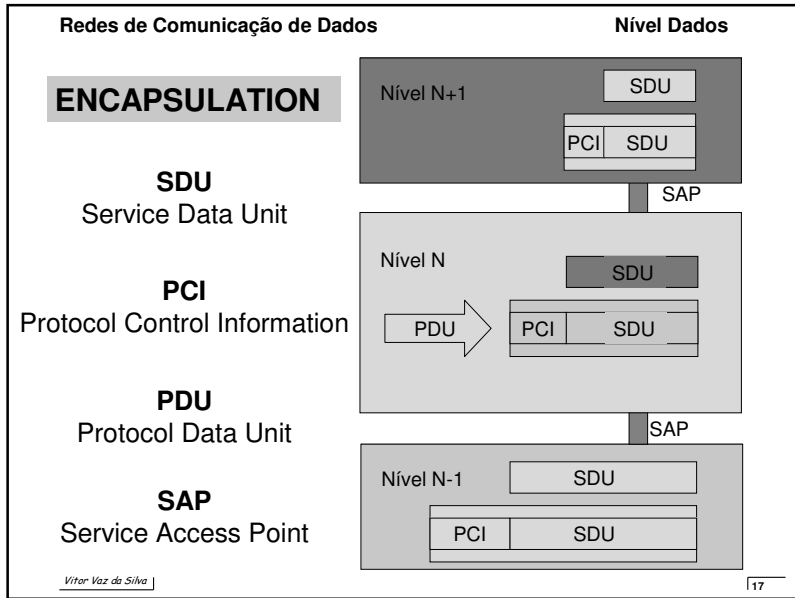 Redes de Comunicação de Dados
Nível Dados
ENCAPSULATION
SDU
Service Data Unit
PCI
Protocol Control Information
PDU
Protocol Data Unit
SAP
Service Access Point
Nível N+1
SDU
PCI SDU
SAP
Nível N
SDU
PDU PCI SDU
SAP
Nível N-1
SDU
PCI SDU
Vitor Vaz da Silva
17